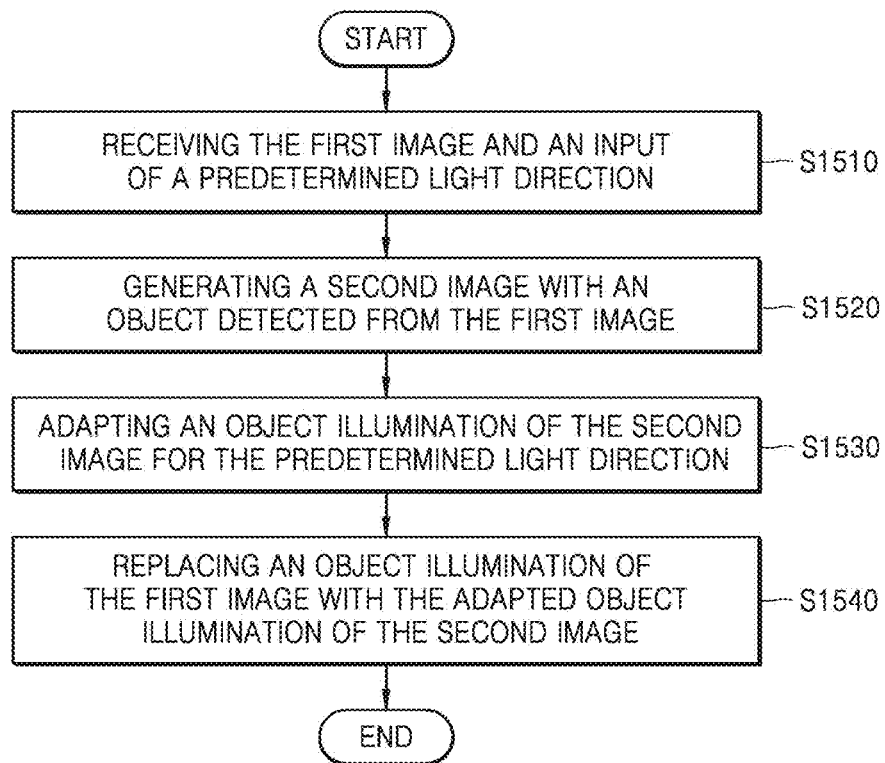 START
RECEIVING THE FIRST IMAGE AND AN INPUT
OF A PREDETERMINED LIGHT DIRECTION
S1510
GENERATING A SECOND IMAGE WITH AN
OBJECT DETECTED FROM THE FIRST IMAGE
S1520
ADAPTING AN OBJECT ILLUMINATION OF THE SECOND
IMAGE FOR THE PREDETERMINED LIGHT DIRECTION
S1530
REPLACING AN OBJECT ILLUMINATION OF
THE FIRST IMAGE WITH THE ADAPTED OBJECT
ILLUMINATION OF THE SECOND IMAGE
S1540
END